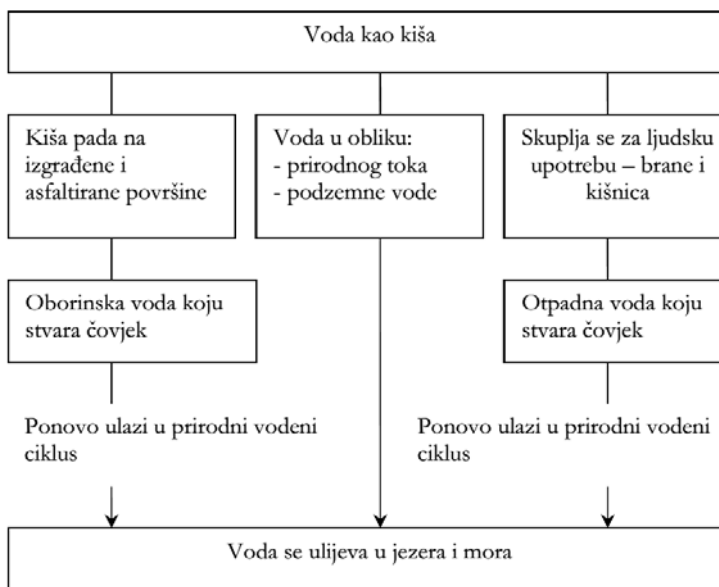 Voda kao kiša
Kiša pada na
izgrađene i
asfaltirane površine
Voda u obliku:
- prirodnog toka
- podzemne vode
Skuplja se za ljudsku
upotrebu – brane i
kišnica
Oborinska voda koju
stvara čovjek
Otpadna voda koju
stvara čovjek
Ponovo ulazi u prirodni vodeni
ciklus
Ponovo ulazi u prirodni vodeni
ciklus
Voda se ulijeva u jezera i mora